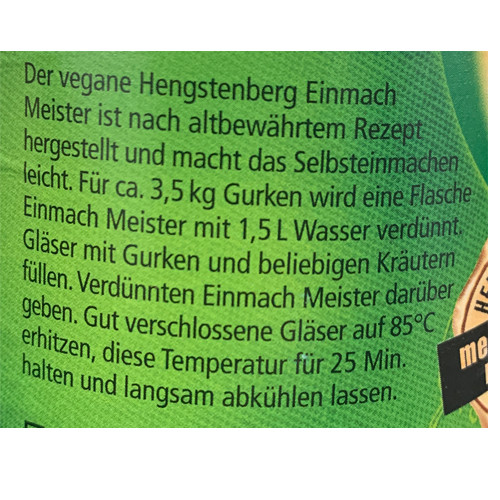 Der vegane Hengstenberg Einmach
Meister ist nach altbewährtem Rezept
hergestellt und macht das Selbsteinmachen
leicht. Für ca. 3,5 kg Gurken wird eine Flasche
Einmach Meister mit 1,5 L Wasser verdünnt.
Gläser mit Gurken und beliebigen Kräutern
füllen. Verdünnten Einmach Meister darüber
geben. Gut verschlossene Gläser auf 85°C
erhitzen, diese Temperatur für 25 Min.
halten und langsam abkühlen lassen.